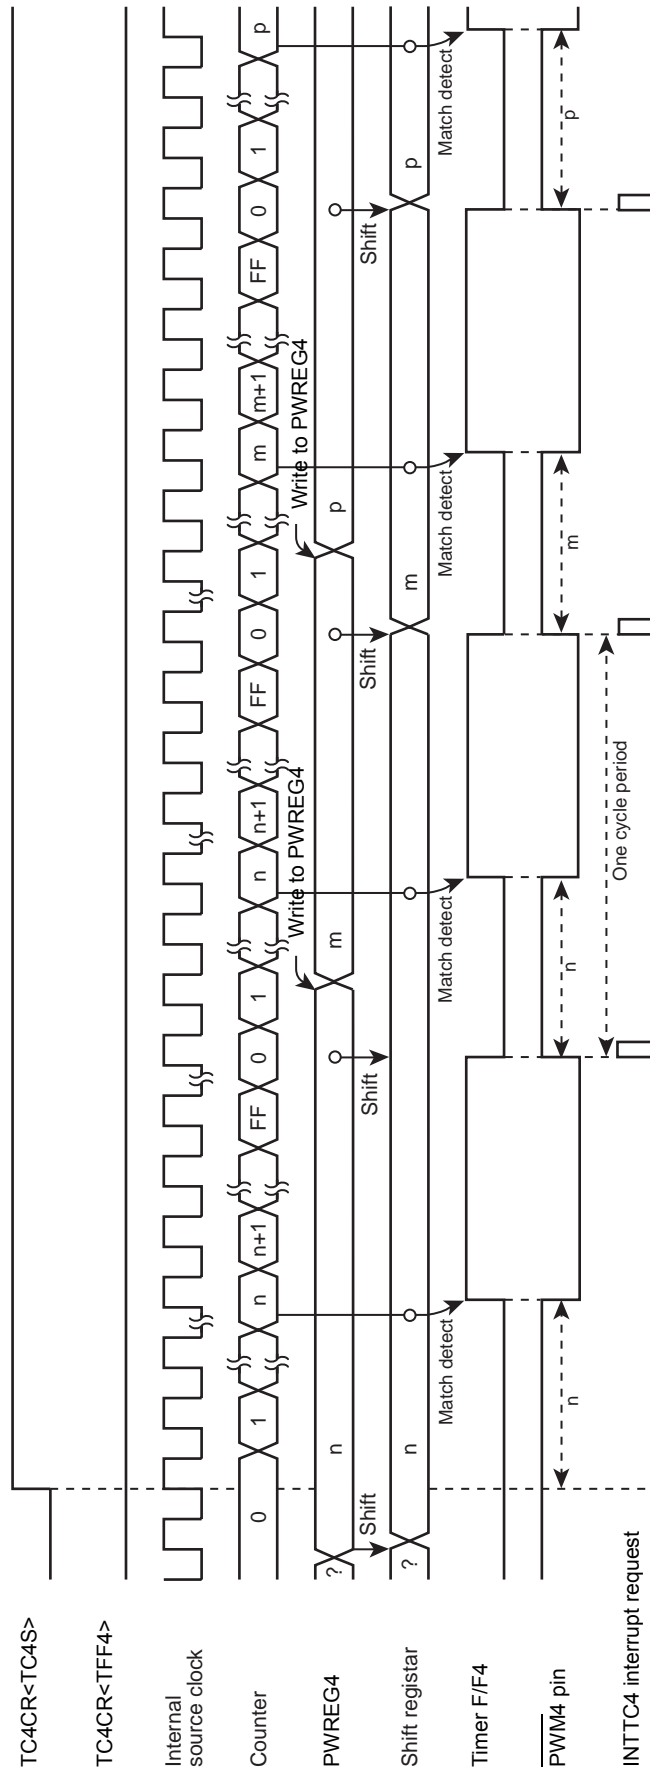 TC4CR<TC4S>
TC4CR<TFF4>
Internal
source clock
Counter
0
1
n
n+1
FF
0
1
n
n+1
FF
0
1
m
m+1
FF
0
1
p
Write to PWREG4
Write to PWREG4
PWREG4
?
n
m
p
Shift
Shift
Shift
Shift
Shift registar
?
n
m
p
Match detect
Match detect
Match detect
Match detect
Timer F/F4
PWM4 pin
n
n
m
p
One cycle period
INTTC4 interrupt request